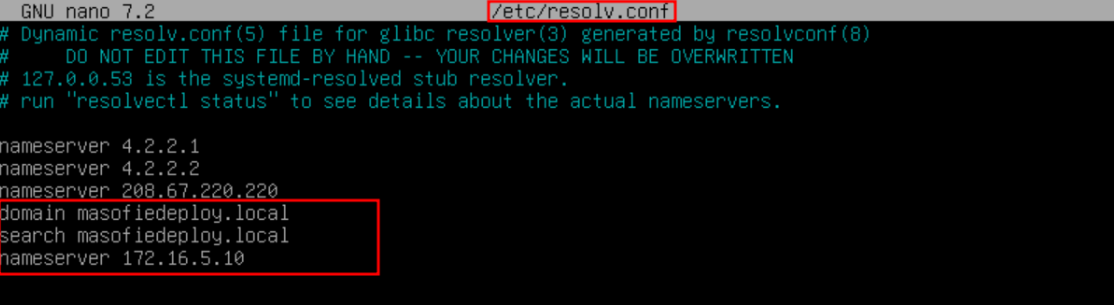 GNU nano 7.2 /etc/resolv.conf
# Dynamic resolv.conf(5) file for glibc resolver(3) generated by resolvconf(8)
#     DO NOT EDIT THIS FILE BY HAND -- YOUR CHANGES WILL BE OVERWRITTEN
# 127.0.0.53 is the systemd-resolved stub resolver.
# run "resolvectl status" to see details about the actual nameservers.
nameserver 4.2.2.1
nameserver 4.2.2.2
nameserver 208.67.220.220
domain masofiedeploy.local
search masofiedeploy.local
nameserver 172.16.5.10